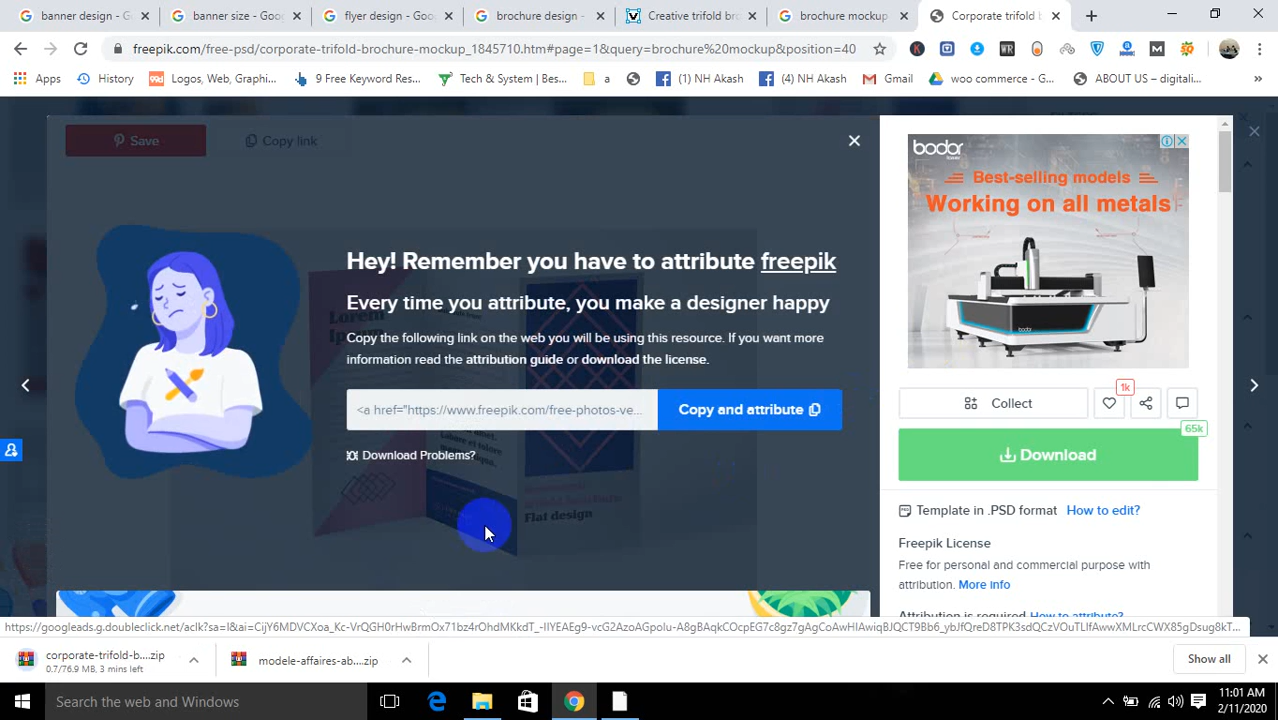 banner design - G
banner size - Goo
flyer design - Goo
brochure design -
Creative trifold bro
brochure mockup
Corporate trifold b
freepik.com/free-psd/corporate-trifold-brochure-mockup_1845710.htm#page=1&query=brochure%20mockup&position=40
Apps
History
Logos, Web, Graphi...
9 Free Keyword Res...
Tech & System | Bes...
a
(1) NH Akash
(4) NH Akash
Gmail
woo commerce - G...
ABOUT US – digitali...
»
Save
Copy link
Hey! Remember you have to attribute freepik
Every time you attribute, you make a designer happy
Copy the following link on the web you will be using this resource. If you want more
information read the attribution guide or download the license.
<a href="https://www.freepik.com/free-photos-ve...
Copy and attribute
Download Problems?
Lorem
Ipsum
Flat design
bodor
Best-selling models
Working on all metals
Collect
1k
65k
Download
Template in .PSD format How to edit?
Freepik License
Free for personal and commercial purpose with
attribution. More info
Attribution is required How to attribute?
corporate-trifold-b....zip
0.7/76.9 MB, 3 mins left
modele-affaires-ab....zip
Show all
Search the web and Windows
11:01 AM
2/11/2020